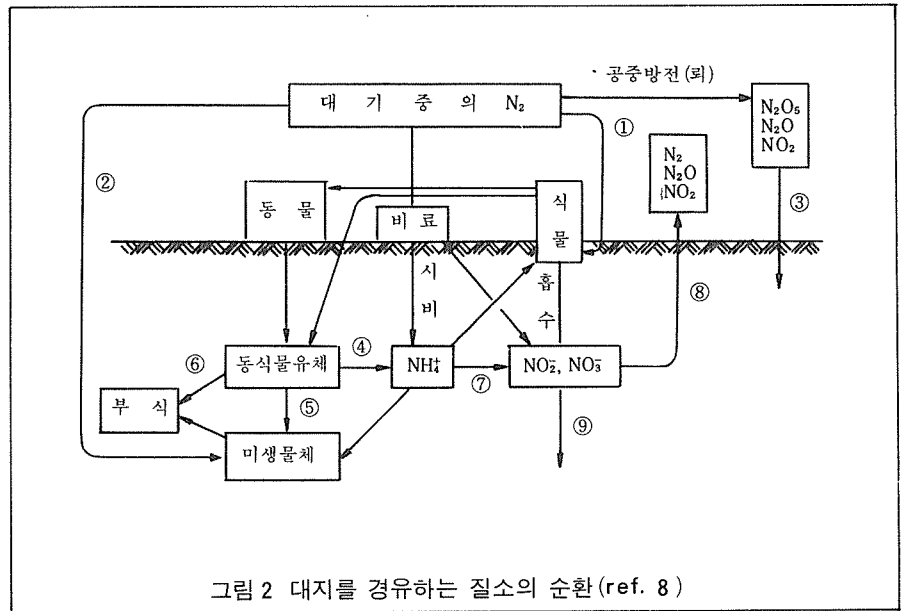 · 공중방전(뢰)
대 기 중 의 N₂
N₂O₅
N₂O
NO₂
①
②
N₂
N₂O
NO₂
③
동 물
비 료
식
물
시
비
흡
수
⑧
⑥
동식물유체
④
NH₄⁺
⑦
NO₂⁻, NO₃⁻
부 식
⑤
⑨
미생물체
그림 2 대지를 경유하는 질소의 순환(ref. 8)